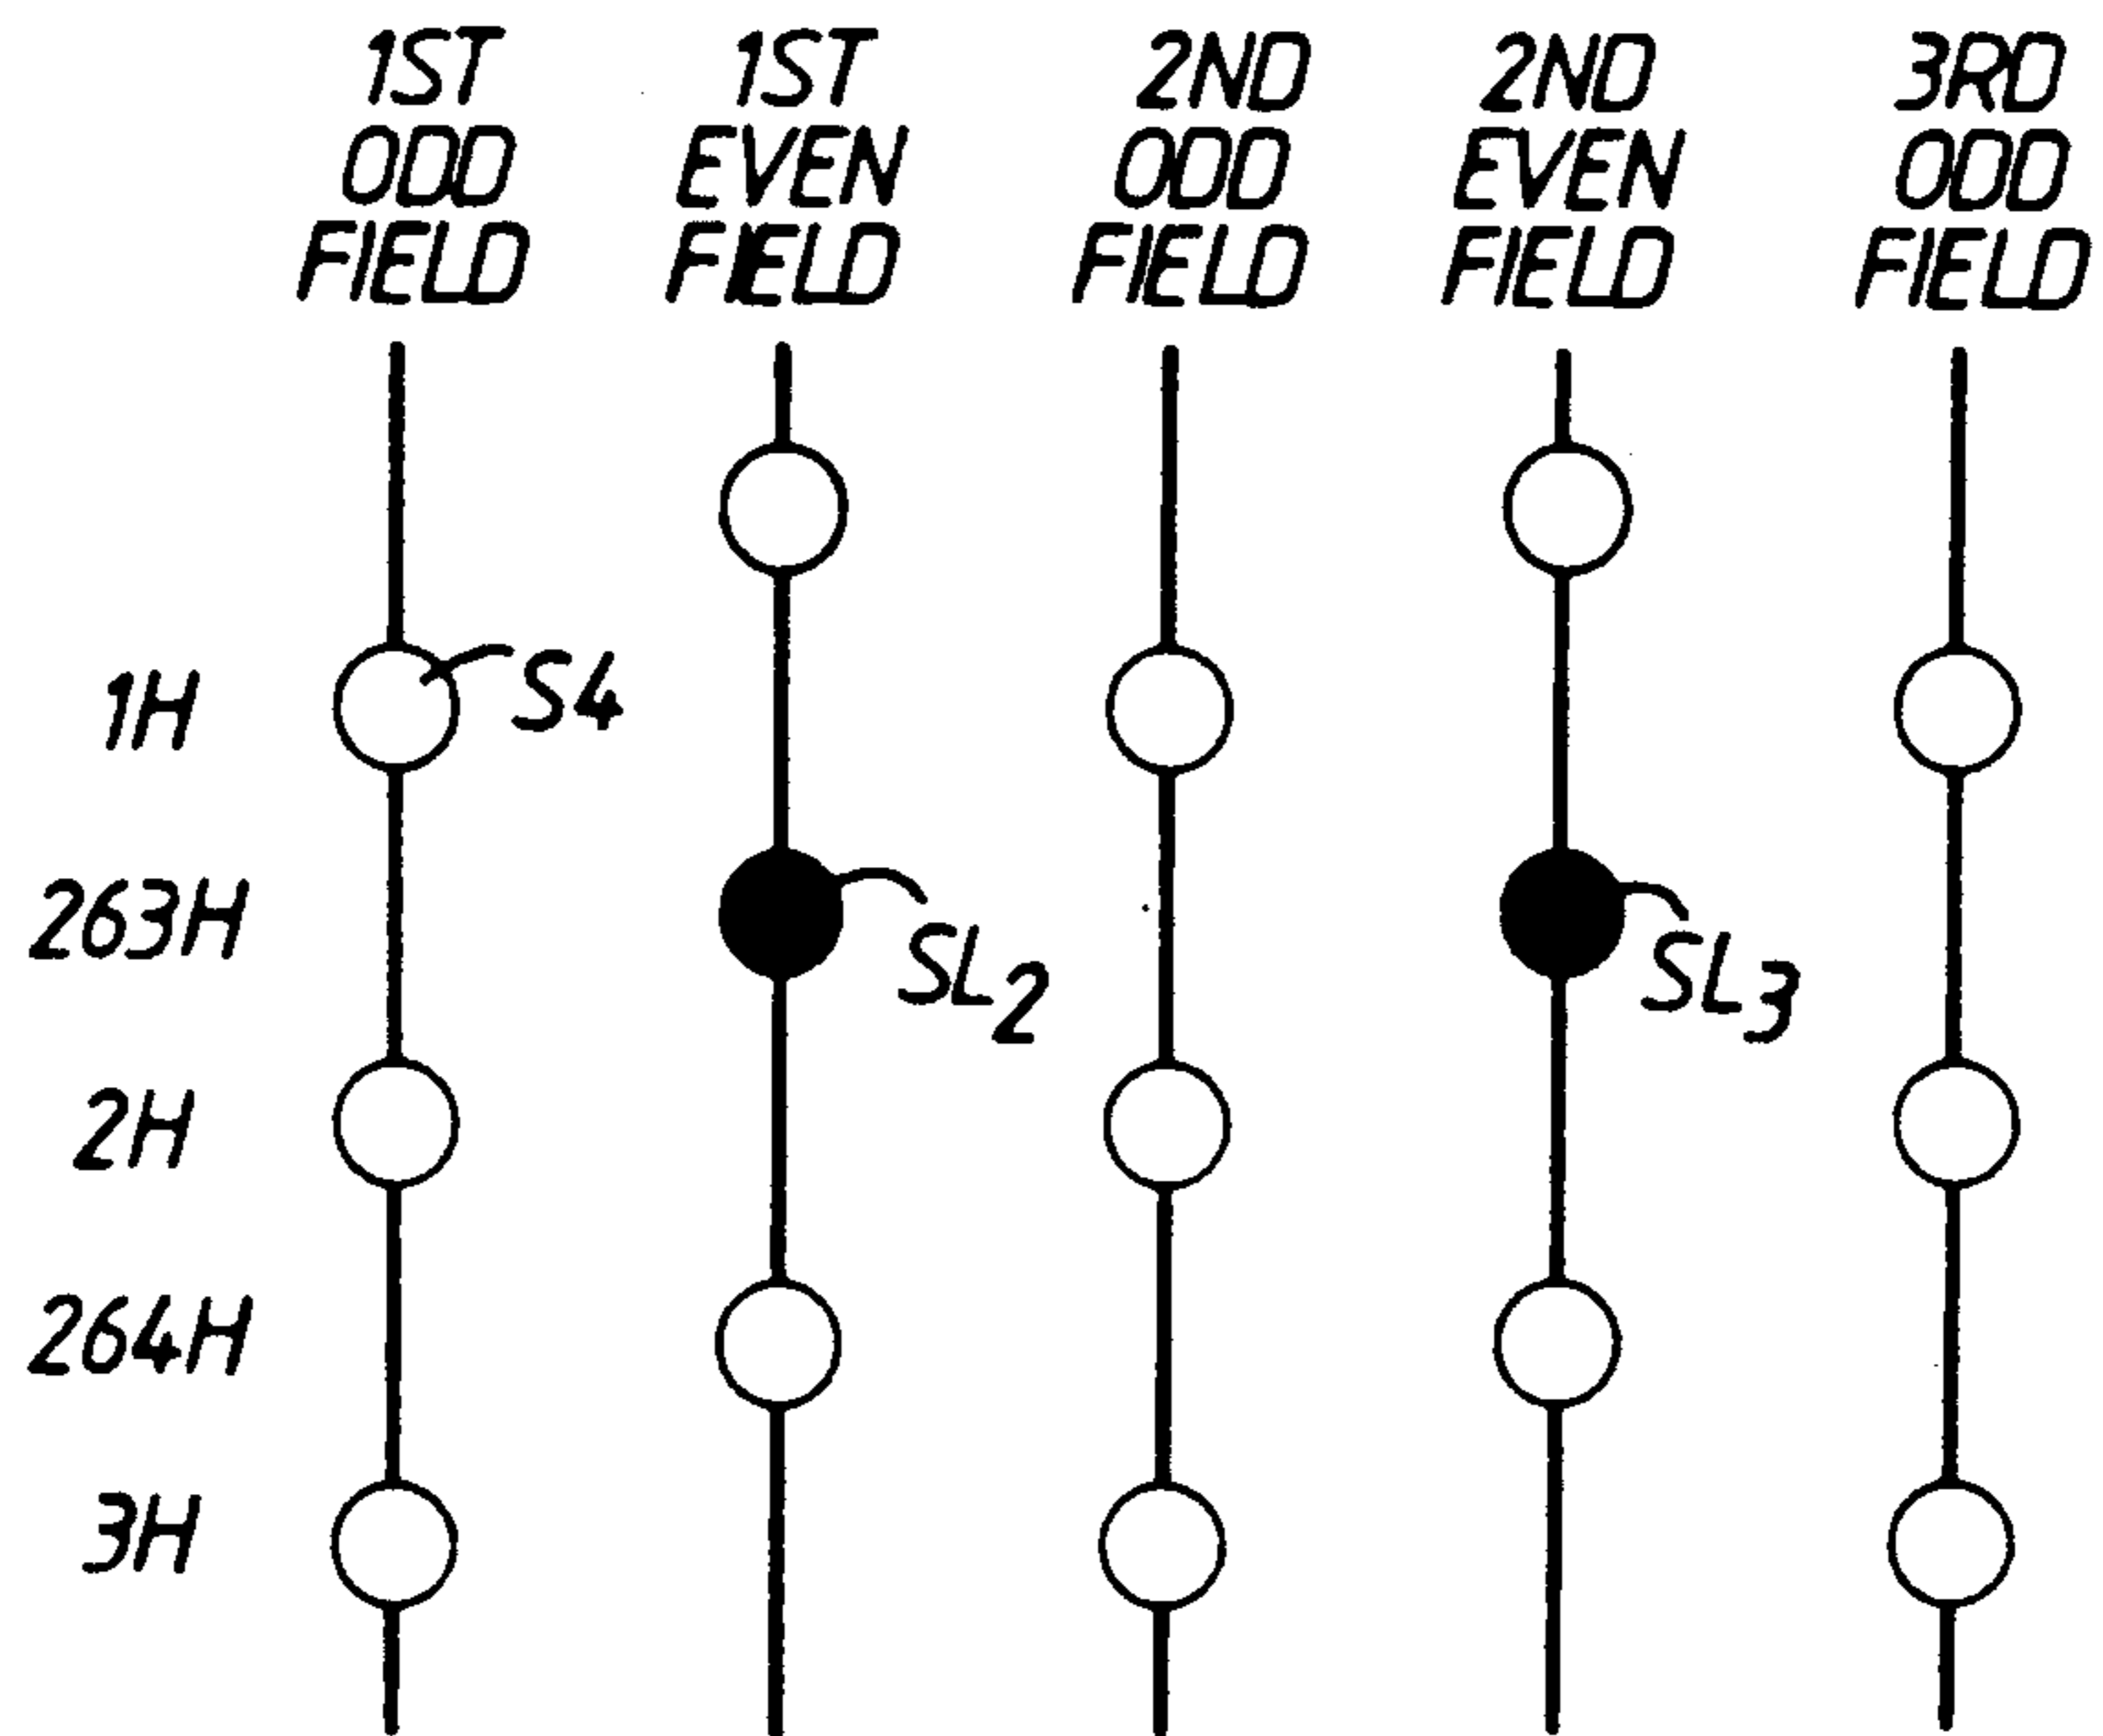 1ST
ODD
FIELD
1ST
EVEN
FIELD
2ND
ODD
FIELD
2ND
EVEN
FIELD
3RD
ODD
FIELD
1H
S4
263H
SL2
SL3
2H
264H
3H